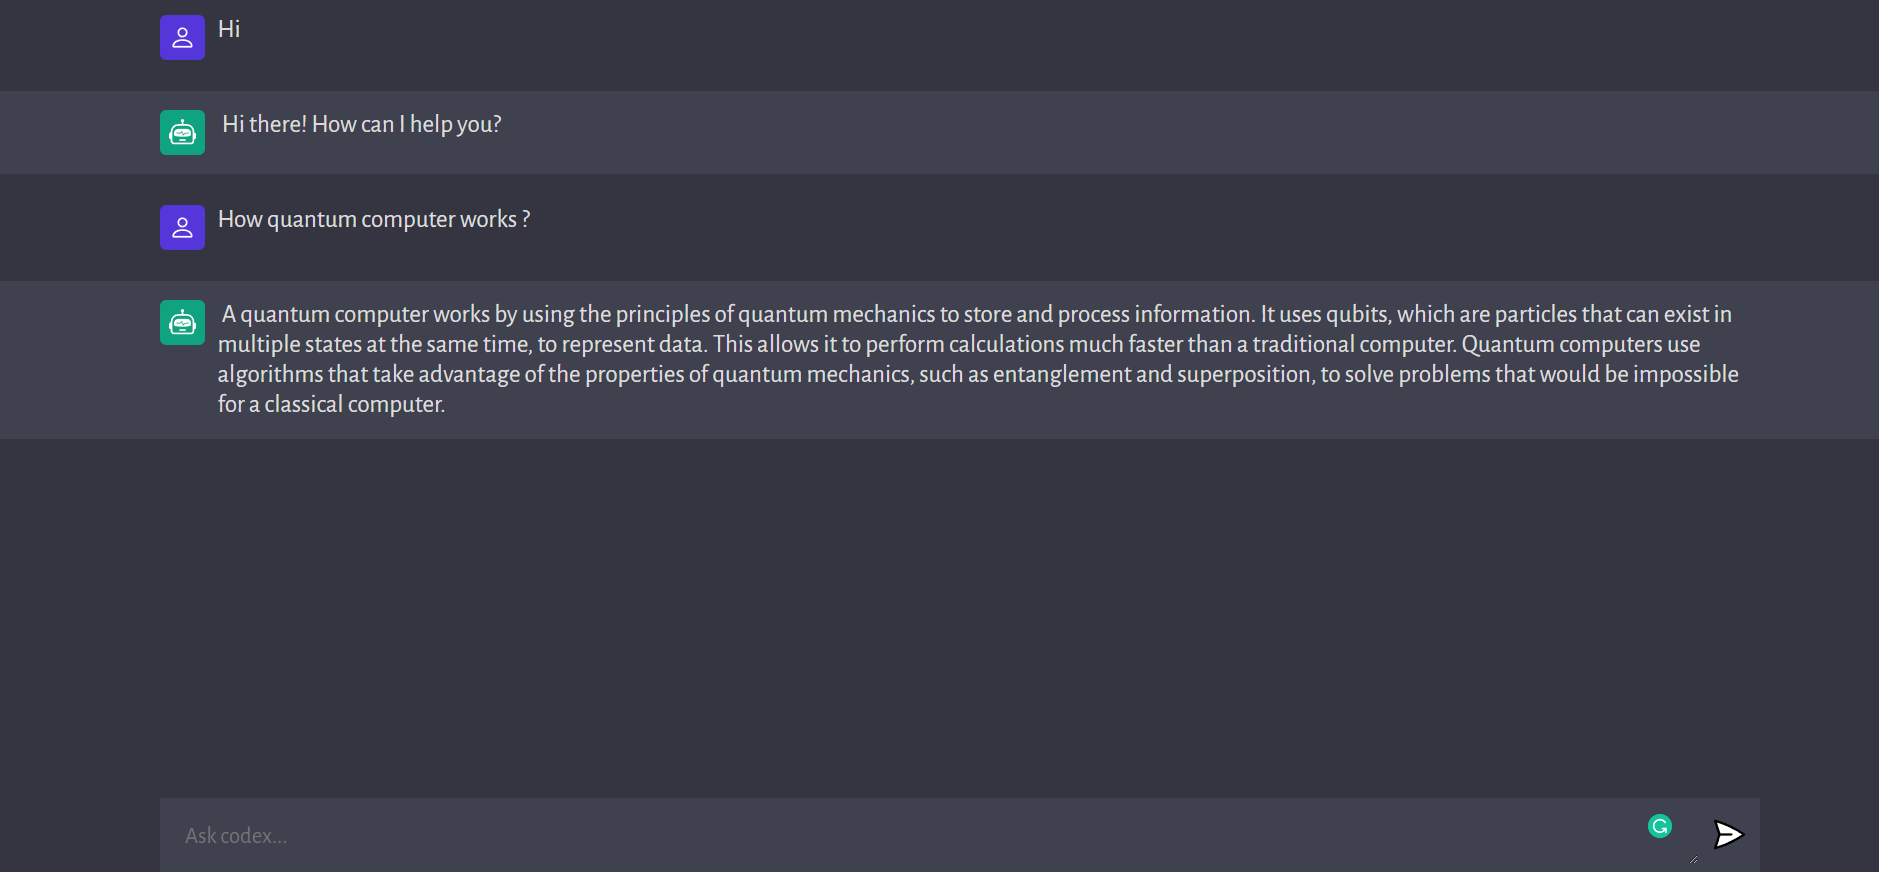 Hi
Hi there! How can I help you?
How quantum computer works ?
A quantum computer works by using the principles of quantum mechanics to store and process information. It uses qubits, which are particles that can exist in
multiple states at the same time, to represent data. This allows it to perform calculations much faster than a traditional computer. Quantum computers use
algorithms that take advantage of the properties of quantum mechanics, such as entanglement and superposition, to solve problems that would be impossible
for a classical computer.
Ask codex...